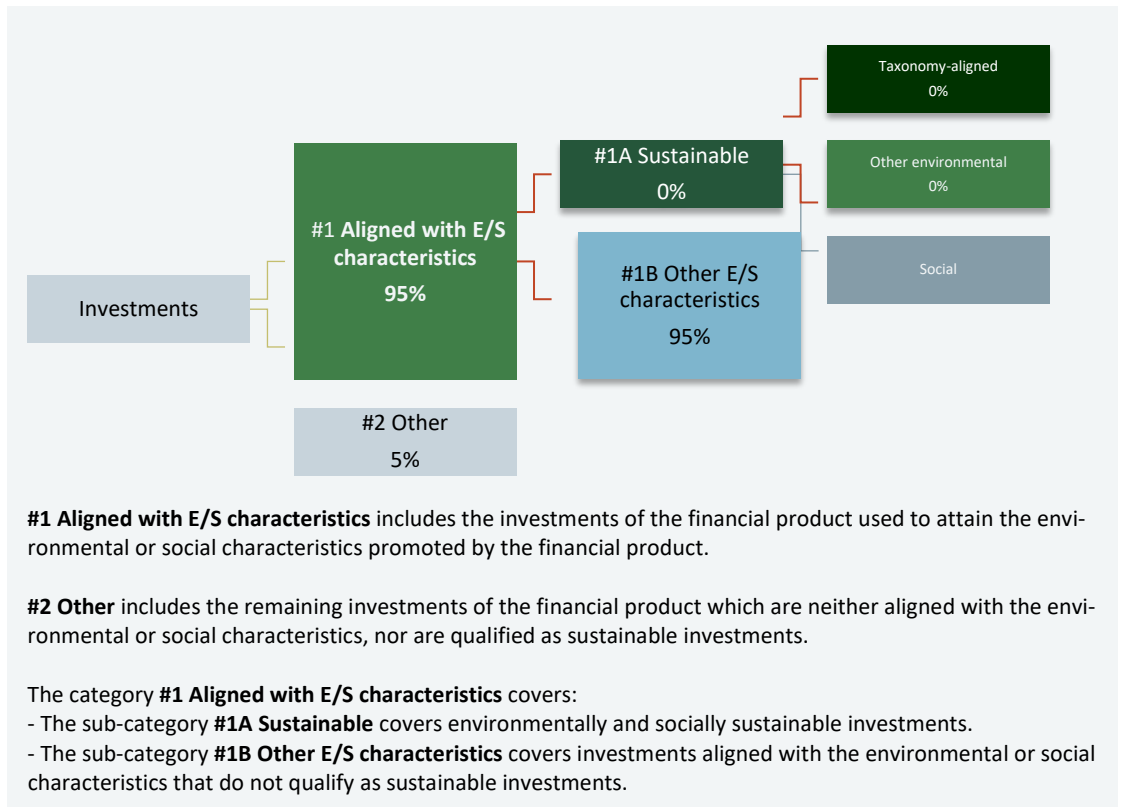 Taxonomy-aligned
0%
#1A Sustainable
0%
Other environmental
0%
#1 Aligned with E/S
characteristics
95%
#1B Other E/S
characteristics
95%
Social
Investments
#2 Other
5%
#1 Aligned with E/S characteristics includes the investments of the financial product used to attain the envi-
ronmental or social characteristics promoted by the financial product.
#2 Other includes the remaining investments of the financial product which are neither aligned with the envi-
ronmental or social characteristics, nor are qualified as sustainable investments.
The category #1 Aligned with E/S characteristics covers:
- The sub-category #1A Sustainable covers environmentally and socially sustainable investments.
- The sub-category #1B Other E/S characteristics covers investments aligned with the environmental or social
characteristics that do not qualify as sustainable investments.